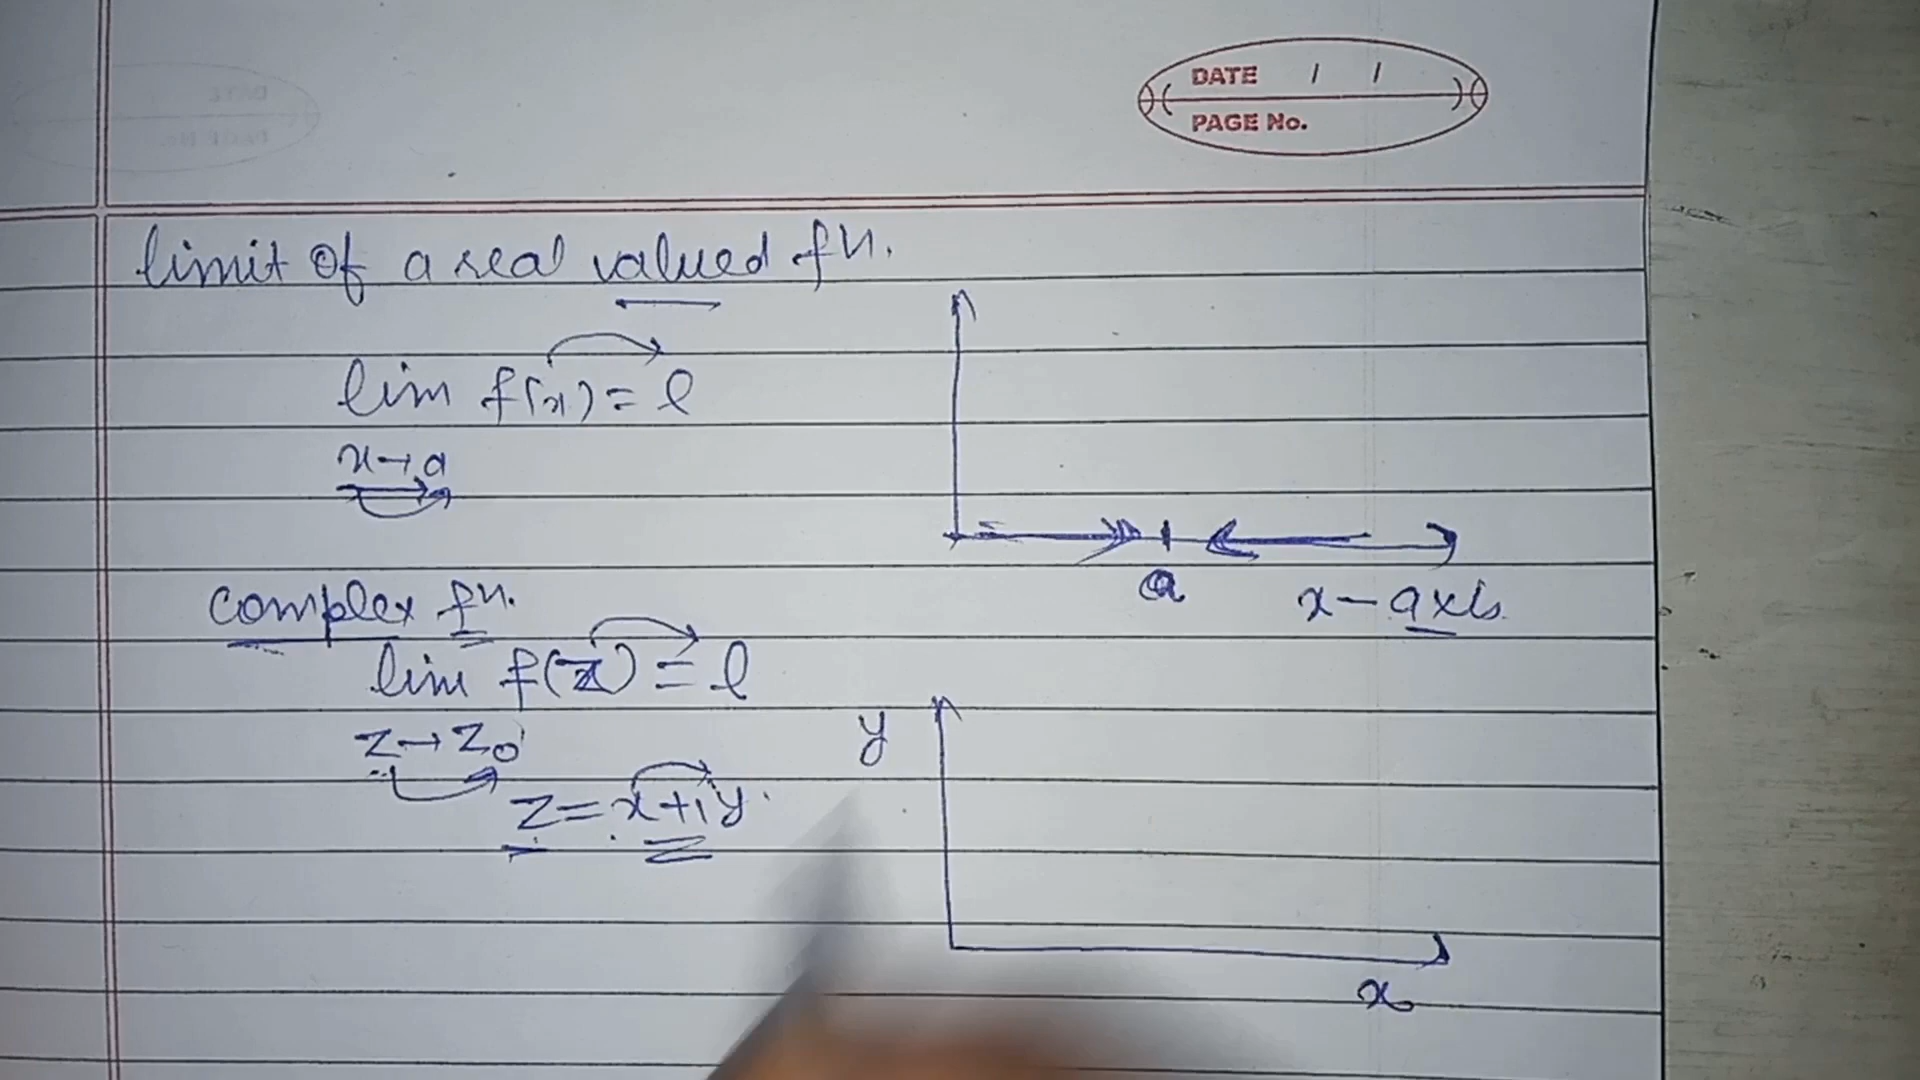 DATE / /
PAGE No.
limit of a real valued fn.
lim f(x) = l
x→a
a
x-axis
complex fn.
lim f(z) = l
z→z₀
y
z = x+iy
x